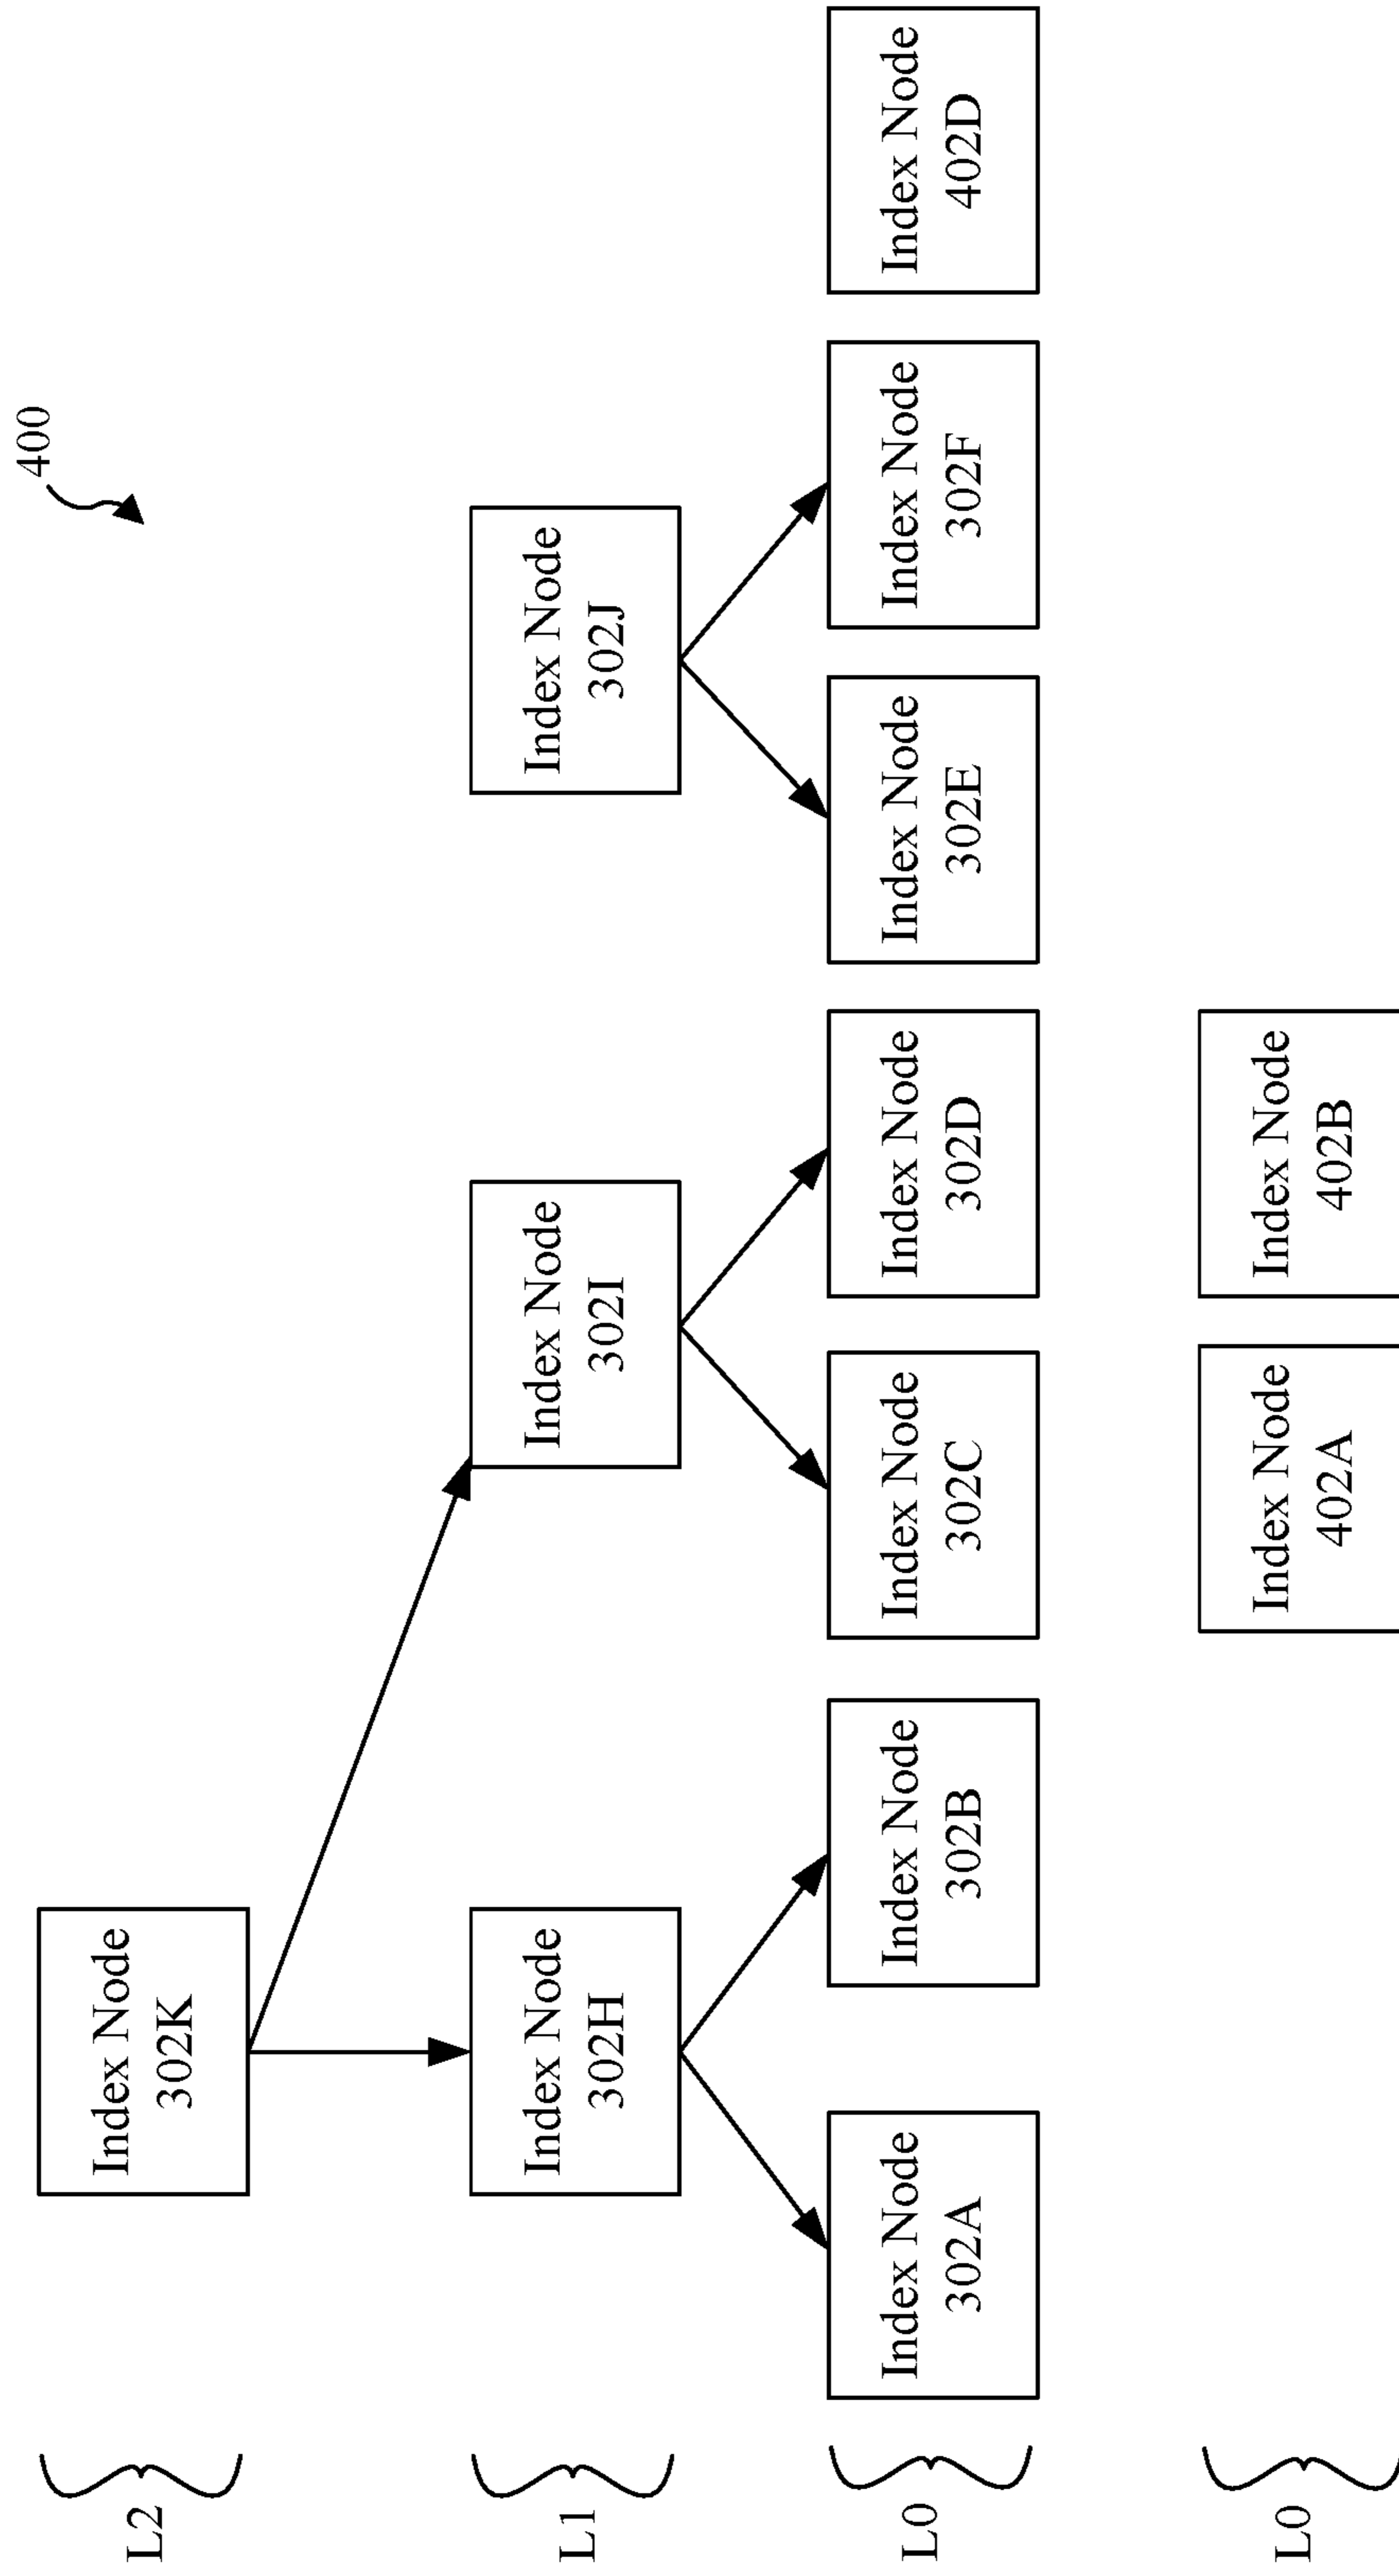 400
L2
Index Node
302K
L1
Index Node
302H
Index Node
302I
Index Node
302J
L0
Index Node
302A
Index Node
302B
Index Node
302C
Index Node
302D
Index Node
302E
Index Node
302F
Index Node
402D
L0
Index Node
402A
Index Node
402B